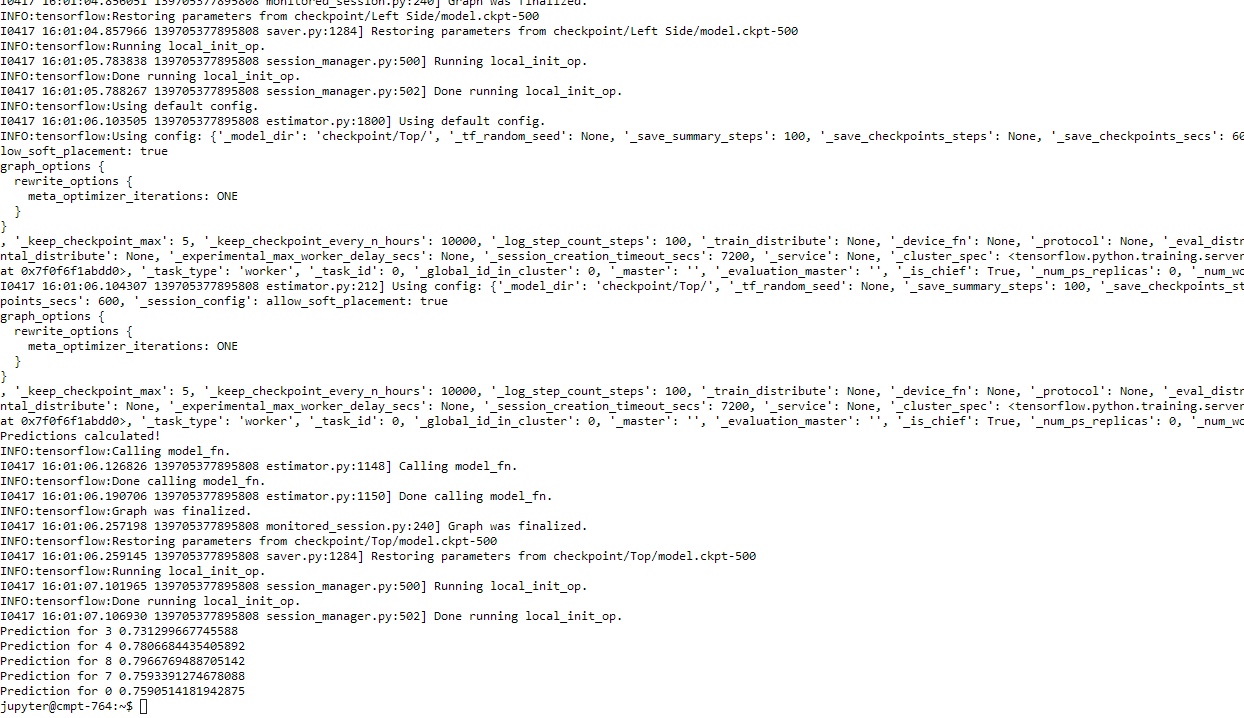 I0417 16:01:04.856051 139705377895808 monitored_session.py:240] Graph was finalized.
INFO:tensorflow:Restoring parameters from checkpoint/Left Side/model.ckpt-500
I0417 16:01:04.857966 139705377895808 saver.py:1284] Restoring parameters from checkpoint/Left Side/model.ckpt-500
INFO:tensorflow:Running local_init_op.
I0417 16:01:05.783838 139705377895808 session_manager.py:500] Running local_init_op.
INFO:tensorflow:Done running local_init_op.
I0417 16:01:05.788267 139705377895808 session_manager.py:502] Done running local_init_op.
INFO:tensorflow:Using default config.
I0417 16:01:06.103505 139705377895808 estimator.py:1800] Using default config.
INFO:tensorflow:Using config: {'_model_dir': 'checkpoint/Top/', '_tf_random_seed': None, '_save_summary_steps': 100, '_save_checkpoints_steps': None, '_save_checkpoints_secs': 60
low_soft_placement: true
graph_options {
  rewrite_options {
    meta_optimizer_iterations: ONE
  }
}
, '_keep_checkpoint_max': 5, '_keep_checkpoint_every_n_hours': 10000, '_log_step_count_steps': 100, '_train_distribute': None, '_device_fn': None, '_protocol': None, '_eval_distr
ntal_distribute': None, '_experimental_max_worker_delay_secs': None, '_session_creation_timeout_secs': 7200, '_service': None, '_cluster_spec': <tensorflow.python.training.server
at 0x7f0f6f1abdd0>, '_task_type': 'worker', '_task_id': 0, '_global_id_in_cluster': 0, '_master': '', '_evaluation_master': '', '_is_chief': True, '_num_ps_replicas': 0, '_num_wo
I0417 16:01:06.104307 139705377895808 estimator.py:212] Using config: {'_model_dir': 'checkpoint/Top/', '_tf_random_seed': None, '_save_summary_steps': 100, '_save_checkpoints_st
points_secs': 600, '_session_config': allow_soft_placement: true
graph_options {
  rewrite_options {
    meta_optimizer_iterations: ONE
  }
}
, '_keep_checkpoint_max': 5, '_keep_checkpoint_every_n_hours': 10000, '_log_step_count_steps': 100, '_train_distribute': None, '_device_fn': None, '_protocol': None, '_eval_distr
ntal_distribute': None, '_experimental_max_worker_delay_secs': None, '_session_creation_timeout_secs': 7200, '_service': None, '_cluster_spec': <tensorflow.python.training.server
at 0x7f0f6f1abdd0>, '_task_type': 'worker', '_task_id': 0, '_global_id_in_cluster': 0, '_master': '', '_evaluation_master': '', '_is_chief': True, '_num_ps_replicas': 0, '_num_wo
Predictions calculated!
INFO:tensorflow:Calling model_fn.
I0417 16:01:06.126826 139705377895808 estimator.py:1148] Calling model_fn.
INFO:tensorflow:Done calling model_fn.
I0417 16:01:06.190706 139705377895808 estimator.py:1150] Done calling model_fn.
INFO:tensorflow:Graph was finalized.
I0417 16:01:06.257198 139705377895808 monitored_session.py:240] Graph was finalized.
INFO:tensorflow:Restoring parameters from checkpoint/Top/model.ckpt-500
I0417 16:01:06.259145 139705377895808 saver.py:1284] Restoring parameters from checkpoint/Top/model.ckpt-500
INFO:tensorflow:Running local_init_op.
I0417 16:01:07.101965 139705377895808 session_manager.py:500] Running local_init_op.
INFO:tensorflow:Done running local_init_op.
I0417 16:01:07.106930 139705377895808 session_manager.py:502] Done running local_init_op.
Prediction for 3 0.731299667745588
Prediction for 4 0.7806684435405892
Prediction for 8 0.7966769488705142
Prediction for 7 0.7593391274678088
Prediction for 0 0.7590514181942875
jupyter@cmpt-764:~$